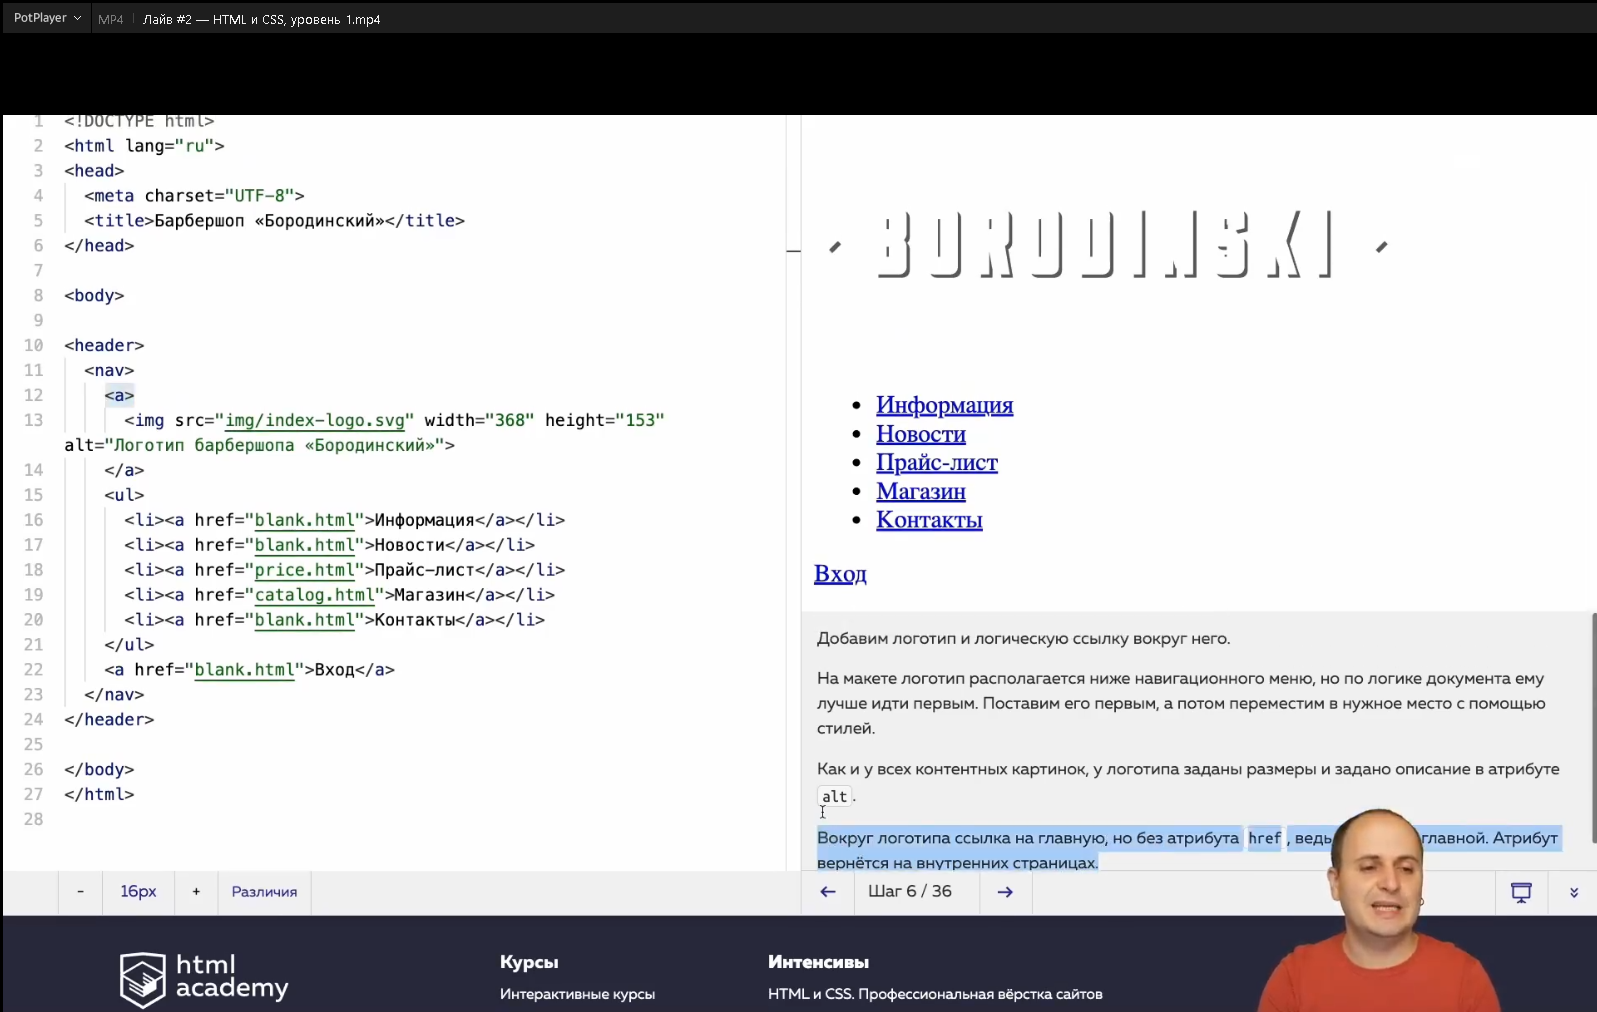 PotPlayer MP4 Лайв #2 — HTML и CSS, уровень 1.mp4
1 <!DOCTYPE html>
2 <html lang="ru">
3 <head>
4 <meta charset="UTF-8">
5 <title>Барбершоп «Бородинский»</title>
6 </head>
7
8 <body>
9
10 <header>
11 <nav>
12 <a>
13 <img src="img/index-logo.svg" width="368" height="153"
alt="Логотип барбершопа «Бородинский»">
14 </a>
15 <ul>
16 <li><a href="blank.html">Информация</a></li>
17 <li><a href="blank.html">Новости</a></li>
18 <li><a href="price.html">Прайс-лист</a></li>
19 <li><a href="catalog.html">Магазин</a></li>
20 <li><a href="blank.html">Контакты</a></li>
21 </ul>
22 <a href="blank.html">Вход</a>
23 </nav>
24 </header>
25
26 </body>
27 </html>
28
- 16px + Различия
BORODINSKI
Информация
Новости
Прайс-лист
Магазин
Контакты
Вход
Добавим логотип и логическую ссылку вокруг него.
На макете логотип располагается ниже навигационного меню, но по логике документа ему
лучше идти первым. Поставим его первым, а потом переместим в нужное место с помощью
стилей.
Как и у всех контентных картинок, у логотипа заданы размеры и задано описание в атрибуте
alt.
Вокруг логотипа ссылка на главную, но без атрибута href, ведь главной. Атрибут
вернётся на внутренних страницах.
← Шаг 6 / 36 →
html
academy
Курсы
Интерактивные курсы
Интенсивы
HTML и CSS. Профессиональная вёрстка сайтов